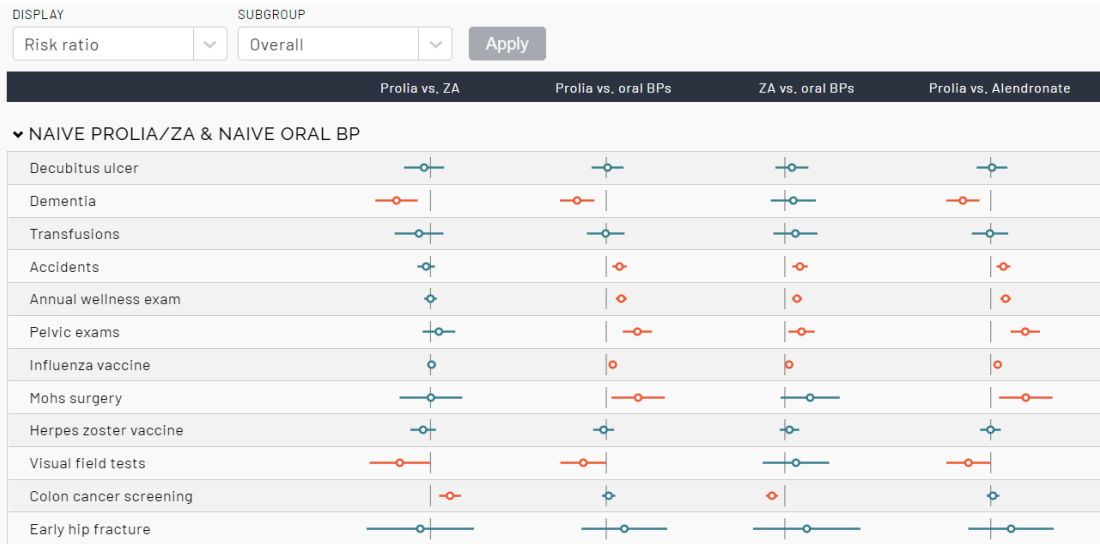 DISPLAY SUBGROUP
Risk ratio Overall Apply
Prolia vs. ZA Prolia vs. oral BPs ZA vs. oral BPs Prolia vs. Alendronate
NAIVE PROLIA/ZA & NAIVE ORAL BP
Decubitus ulcer
Dementia
Transfusions
Accidents
Annual wellness exam
Pelvic exams
Influenza vaccine
Mohs surgery
Herpes zoster vaccine
Visual field tests
Colon cancer screening
Early hip fracture